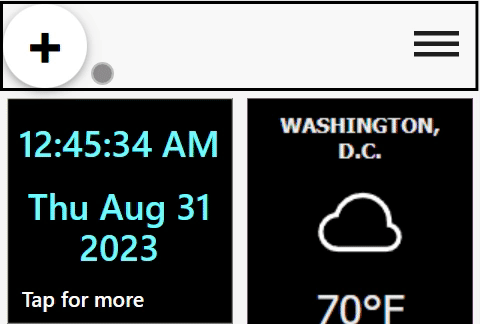 +
12:45:34 AM
Thu Aug 31
2023
Tap for more
WASHINGTON,
D.C.
70°F